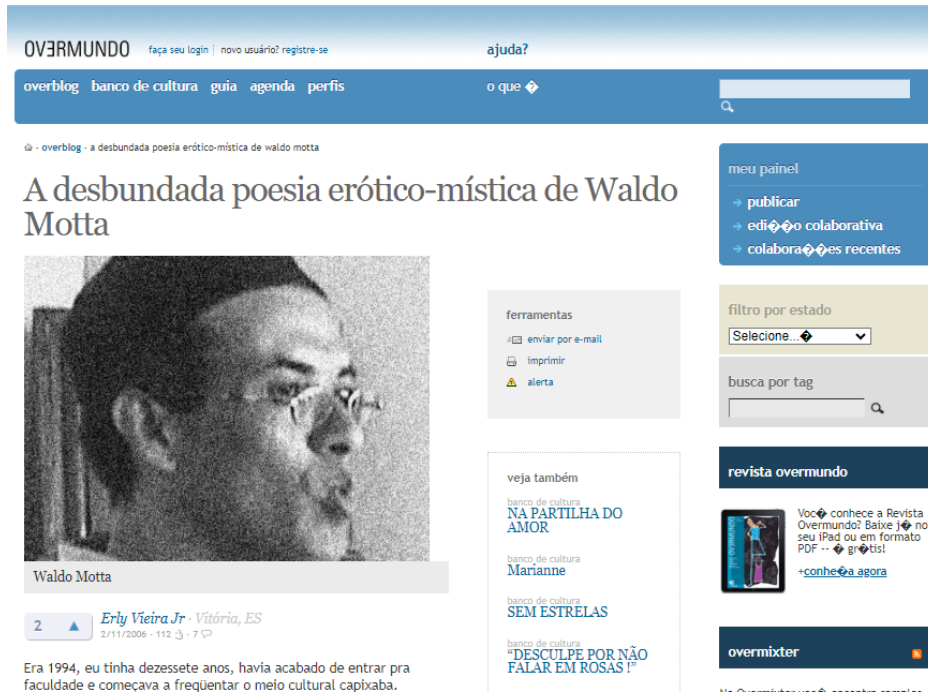 OVERMUNDO
faça seu login
novo usuário? registre-se
ajuda?
overblog banco de cultura guia agenda perfis
o que �
· overblog · a desbundada poesia erótico-mística de waldo motta
A desbundada poesia erótico-mística de Waldo
Motta
Waldo Motta
2
Erly Vieira Jr · Vitória, ES
2/11/2006 · 112 · 7
Era 1994, eu tinha dezessete anos, havia acabado de entrar pra
faculdade e começava a freqüentar o meio cultural capixaba.
ferramentas
enviar por e-mail
imprimir
alerta
veja também
banco de cultura
NA PARTILHA DO
AMOR
banco de cultura
Marianne
banco de cultura
SEM ESTRELAS
banco de cultura
“DESCULPE POR NÃO
FALAR EM ROSAS !”
meu painel
publicar
edi��o colaborativa
colabora��es recentes
filtro por estado
Selecione...�
busca por tag
revista overmundo
Voc� conhece a Revista
Overmundo? Baixe j� no
seu iPad ou em formato
PDF -- � gr�tis!
+conhe�a agora
overmixter